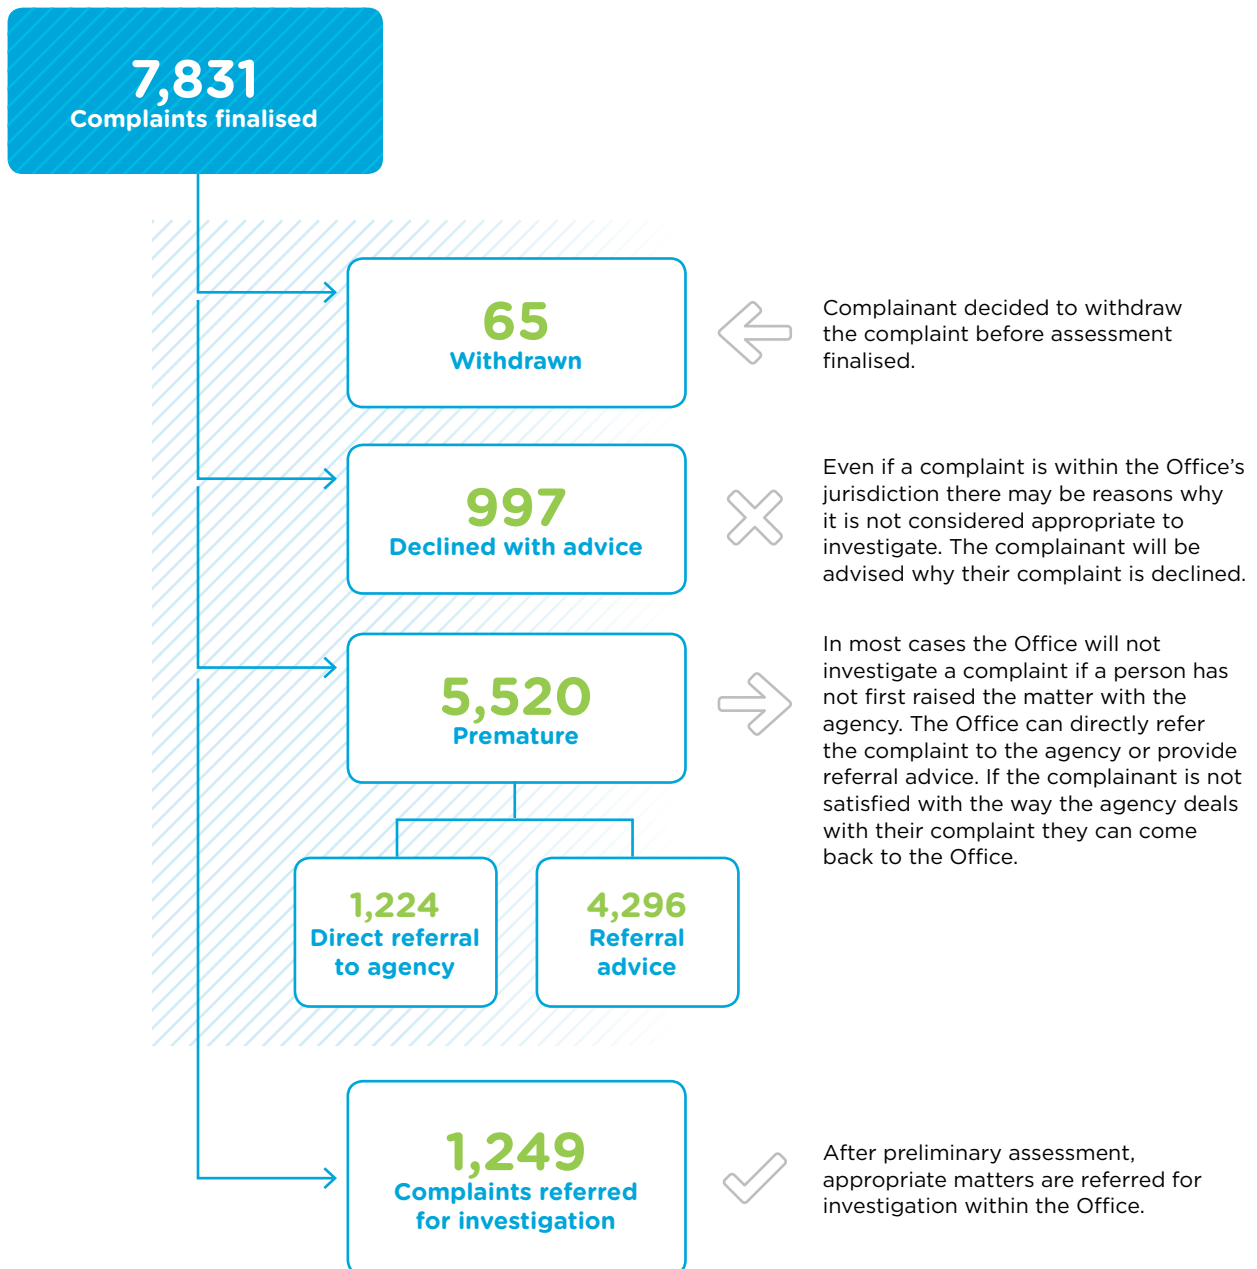 7,831
Complaints finalised
65
Withdrawn
Complainant decided to withdraw
the complaint before assessment
finalised.
997
Declined with advice
Even if a complaint is within the Office’s
jurisdiction there may be reasons why
it is not considered appropriate to
investigate. The complainant will be
advised why their complaint is declined.
5,520
Premature
In most cases the Office will not
investigate a complaint if a person has
not first raised the matter with the
agency. The Office can directly refer
the complaint to the agency or provide
referral advice. If the complainant is not
satisfied with the way the agency deals
with their complaint they can come
back to the Office.
1,224
Direct referral
to agency
4,296
Referral
advice
1,249
Complaints referred
for investigation
After preliminary assessment,
appropriate matters are referred for
investigation within the Office.